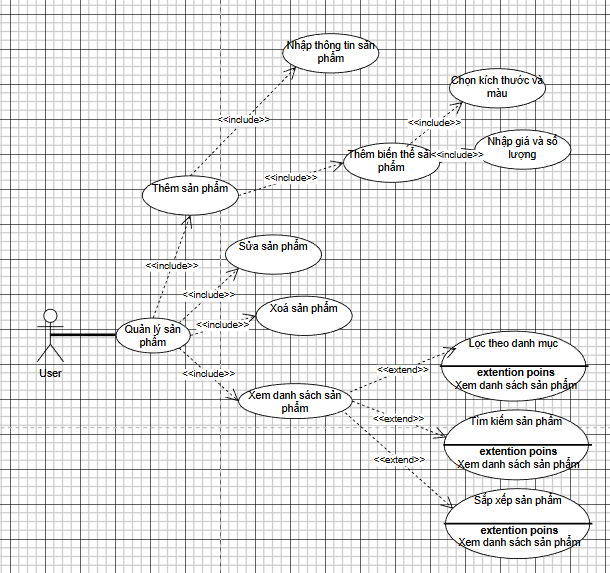 Nhập thông tin sản
phẩm
Chọn kích thước và
màu
<<include>>
<<include>>
Nhập giá và số
lượng
Thêm biến thể sản
phẩm
<<include>>
<<include>>
Thêm sản phẩm
Sửa sản phẩm
<<include>>
<<include>>
Xoá sản phẩm
<<include>>
Quản lý sản
phẩm
User
<<include>>
Xem danh sách sản
phẩm
<<extend>>
Lọc theo danh mục
extention poins
Xem danh sách sản phẩm
<<extend>>
Tìm kiếm sản phẩm
extention poins
Xem danh sách sản phẩm
<<extend>>
Sắp xếp sản phẩm
extention poins
Xem danh sách sản phẩm